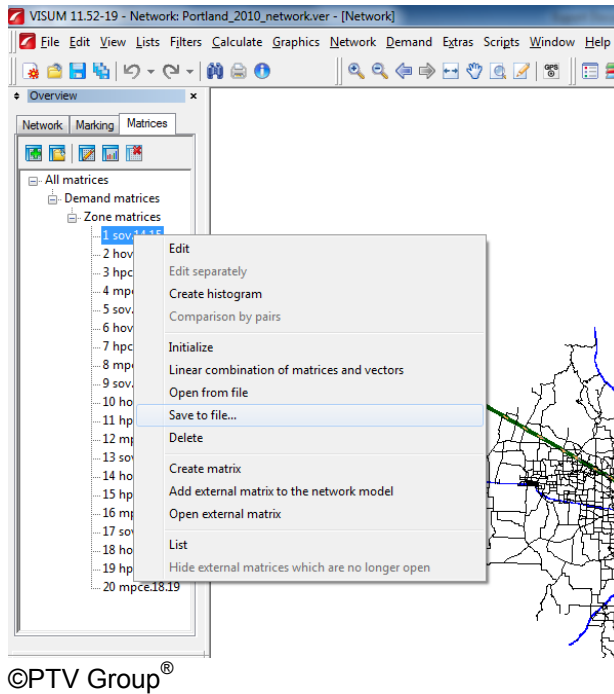 VISUM 11.52-19 - Network: Portland_2010_network.ver - [Network]
File Edit View Lists Filters Calculate Graphics Network Demand Extras Scripts Window Help
GPS
Overview x
Network Marking Matrices
All matrices
Demand matrices
Zone matrices
1 sov.14.15
2 hov
3 hpc
4 mp
5 sov.
6 hov
7 hpc
8 mp
9 sov.
10 ho
11 hp
12 m
13 so
14 ho
15 hp
16 m
17 so
18 ho
19 hp
20 mpce.18.19
Edit
Edit separately
Create histogram
Comparison by pairs
Initialize
Linear combination of matrices and vectors
Open from file
Save to file...
Delete
Create matrix
Add external matrix to the network model
Open external matrix
List
Hide external matrices which are no longer open
©PTV Group®